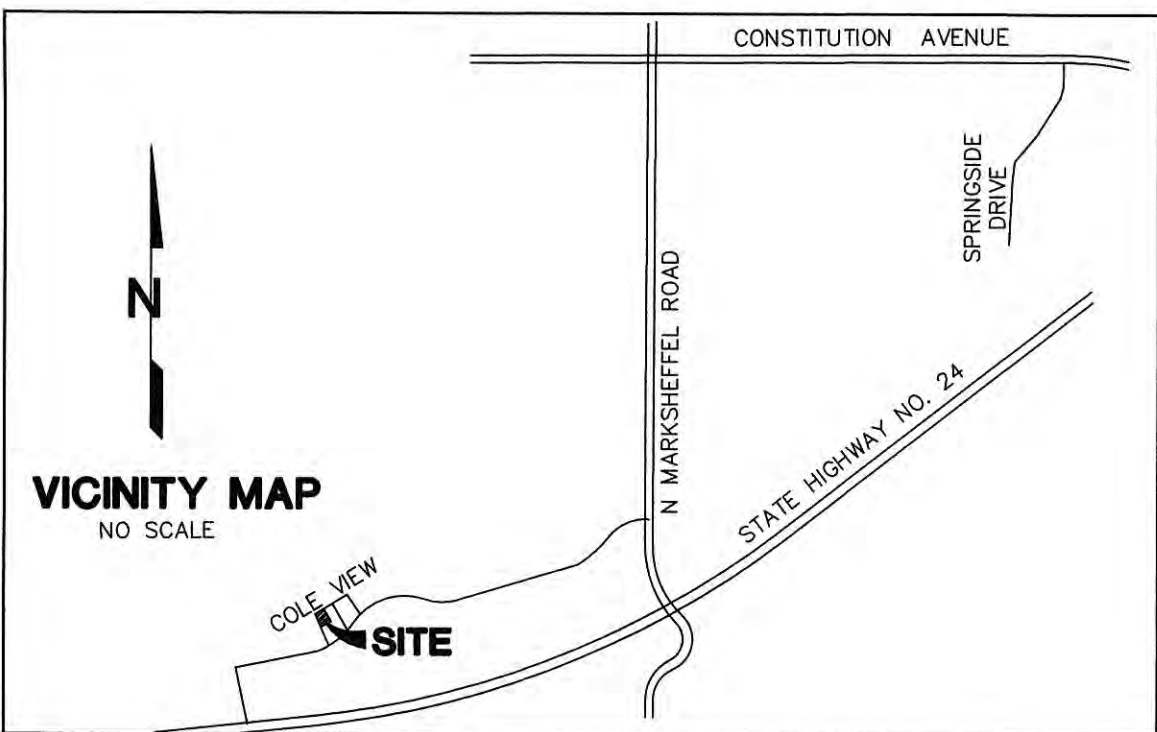 CONSTITUTION AVENUE
SPRINGSIDE
DRIVE
N
N MARKSHEFFEL ROAD
STATE HIGHWAY NO. 24
VICINITY MAP
NO SCALE
COLE VIEW
SITE